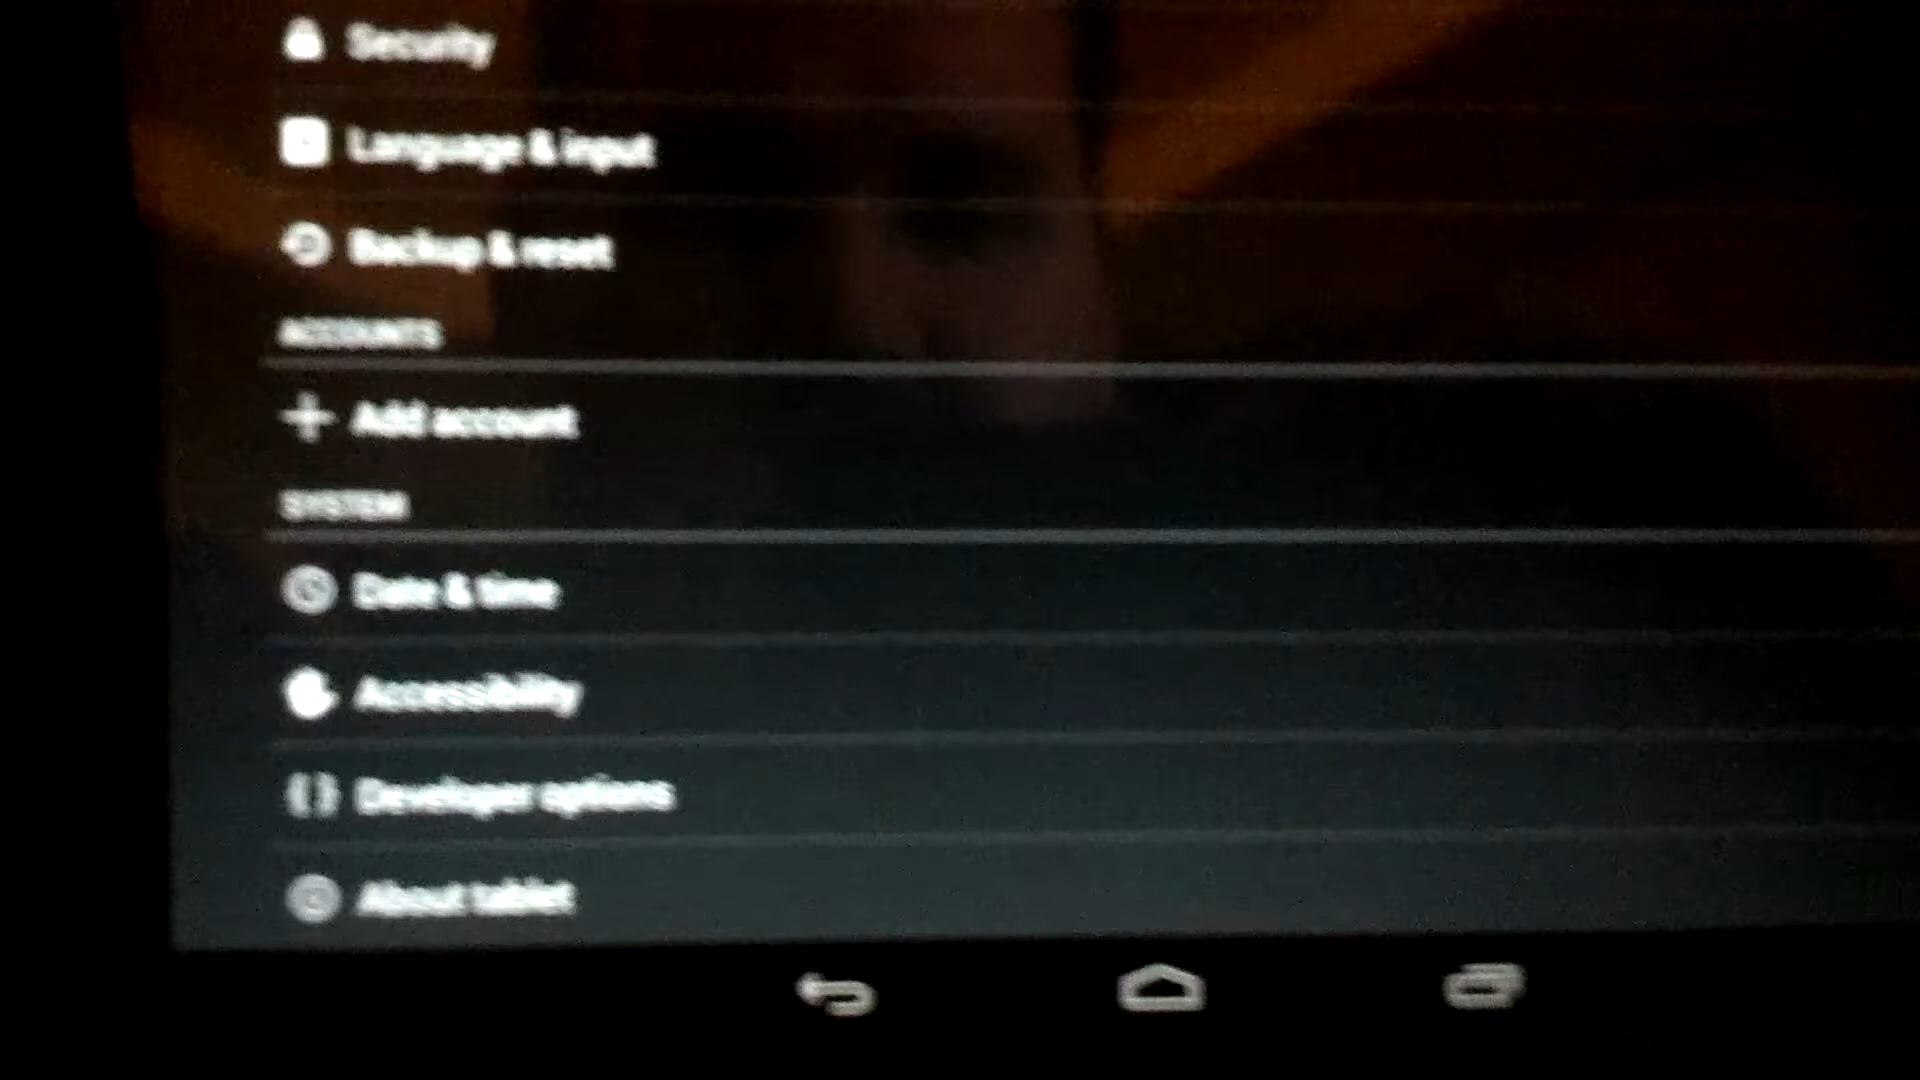 Security
Language & input
Backup & reset
ACCOUNTS
Add account
SYSTEM
Date & time
Accessibility
Developer options
About tablet